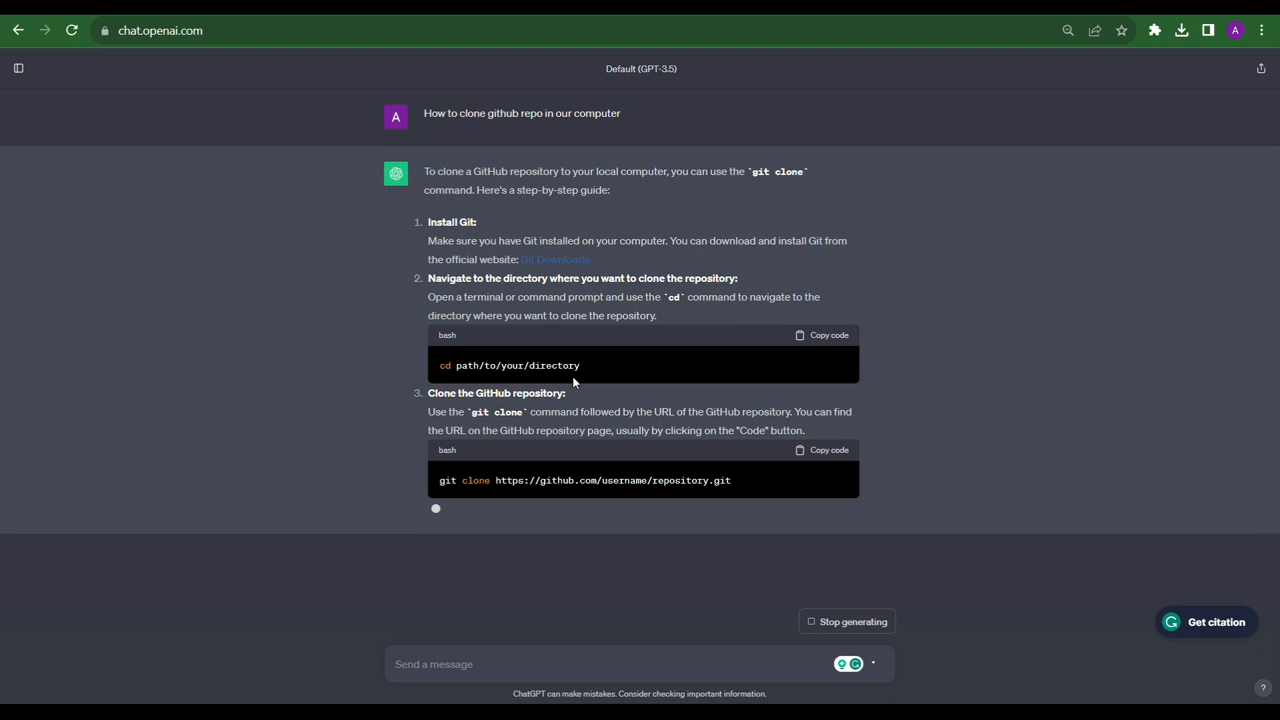 chat.openai.com
A
Default (GPT-3.5)
A
How to clone github repo in our computer
To clone a GitHub repository to your local computer, you can use the `git clone`
command. Here's a step-by-step guide:
1. Install Git:
Make sure you have Git installed on your computer. You can download and install Git from
the official website: Git Downloads
2. Navigate to the directory where you want to clone the repository:
Open a terminal or command prompt and use the `cd` command to navigate to the
directory where you want to clone the repository.
bash Copy code
cd path/to/your/directory
3. Clone the GitHub repository:
Use the `git clone` command followed by the URL of the GitHub repository. You can find
the URL on the GitHub repository page, usually by clicking on the "Code" button.
bash Copy code
git clone https://github.com/username/repository.git
Stop generating
G Get citation
Send a message
G
ChatGPT can make mistakes. Consider checking important information.
?